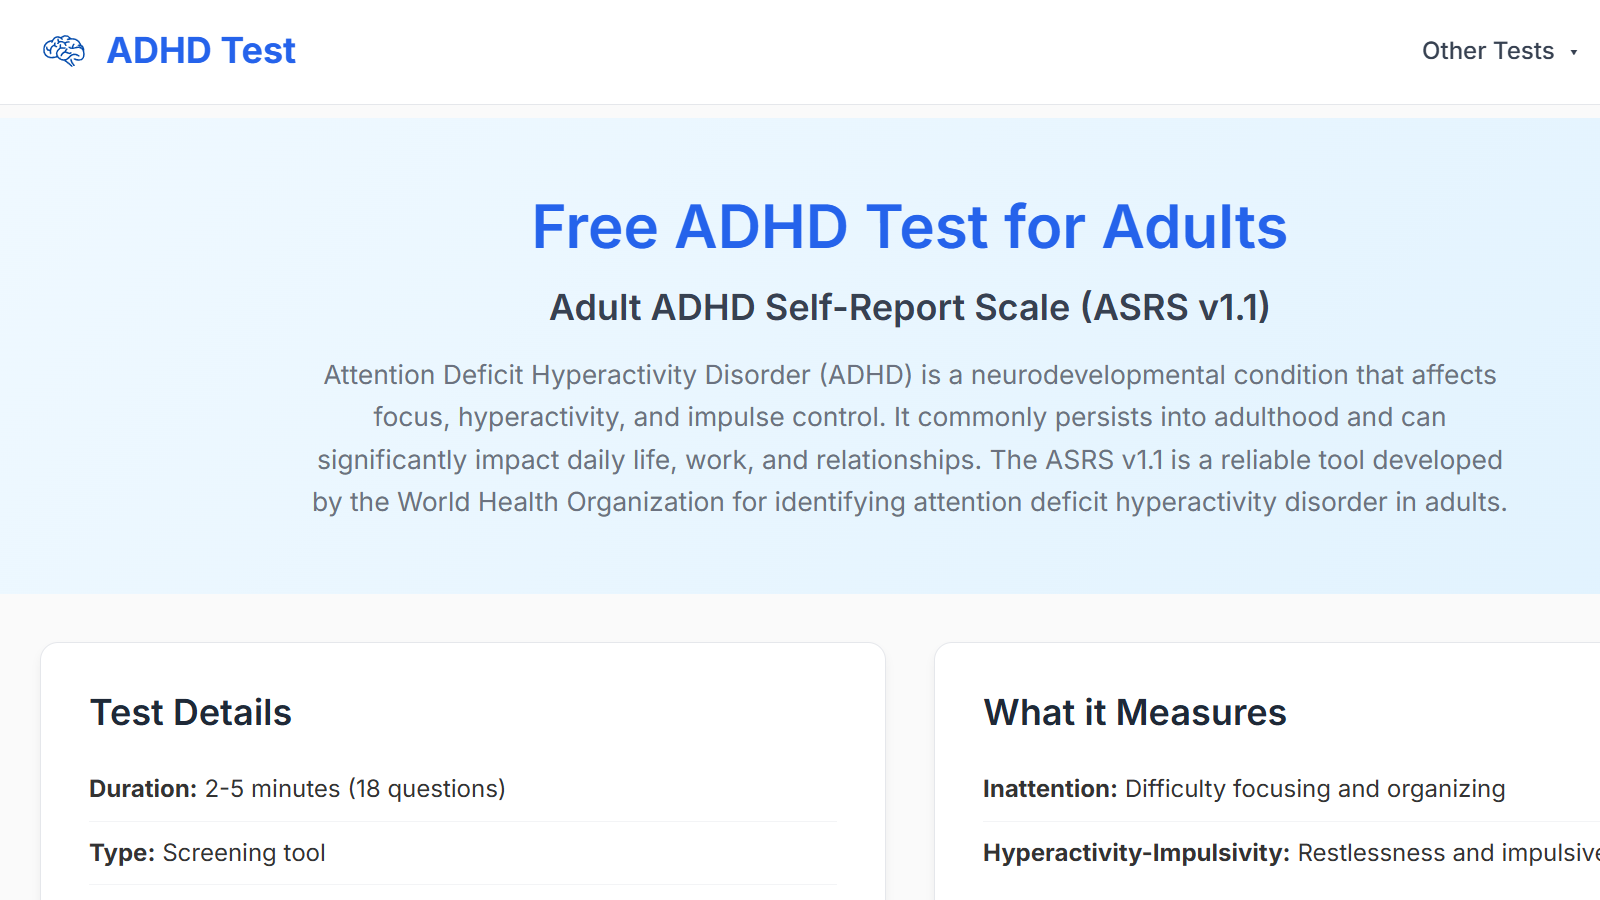 ADHD Test
Other Tests
Free ADHD Test for Adults
Adult ADHD Self-Report Scale (ASRS v1.1)
Attention Deficit Hyperactivity Disorder (ADHD) is a neurodevelopmental condition that affects
focus, hyperactivity, and impulse control. It commonly persists into adulthood and can
significantly impact daily life, work, and relationships. The ASRS v1.1 is a reliable tool developed
by the World Health Organization for identifying attention deficit hyperactivity disorder in adults.
Test Details
Duration: 2-5 minutes (18 questions)
Type: Screening tool
What it Measures
Inattention: Difficulty focusing and organizing
Hyperactivity-Impulsivity: Restlessness and